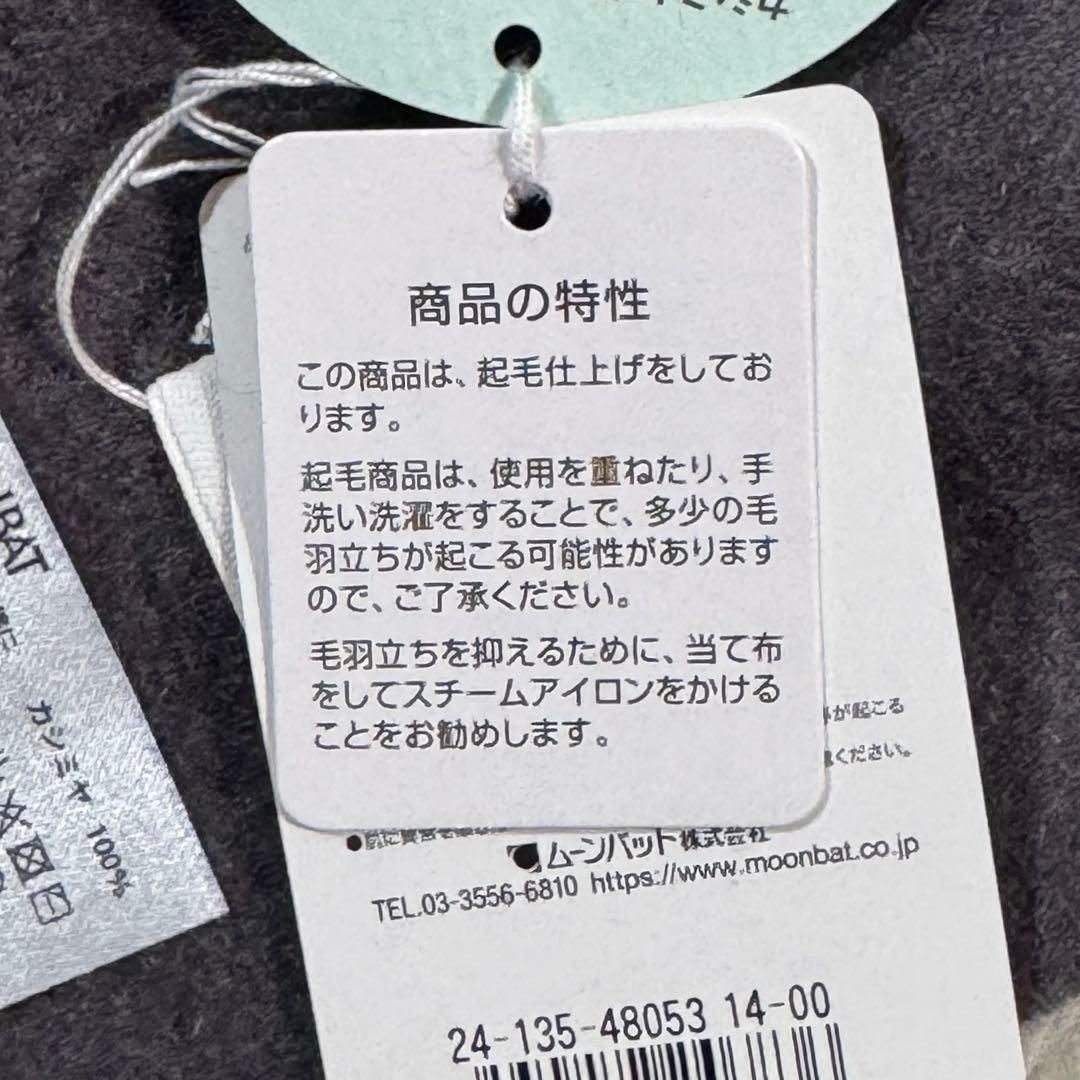 カシミヤ
商品の特性
この商品は、起毛仕上げをしてお
ります。
起毛商品は、使用を重ねたり、手
洗い洗濯をすることで、多少の毛
羽立ちが起こる可能性があります
ので、ご了承ください。
毛羽立ちを抑えるために、当て布
をしてスチームアイロンをかける
ことをお勧めします。
が起こる
ください。
ムーンバット株式会社
TEL.03-3556-6810 https://www.moonbat.co.jp
24-135-48053 14-00
BAT
カシミヤ 100%